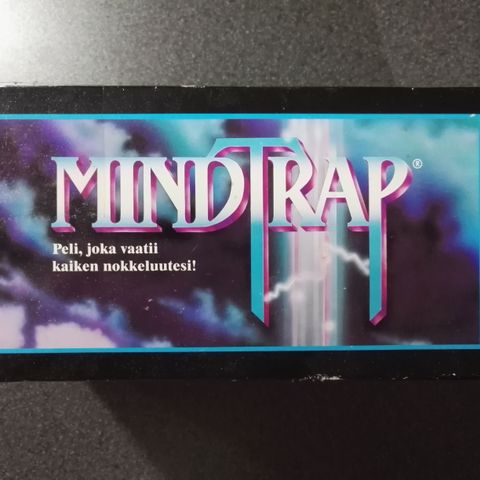 MINDTRAP®
Peli, joka vaatii
kaiken nokkeluutesi!